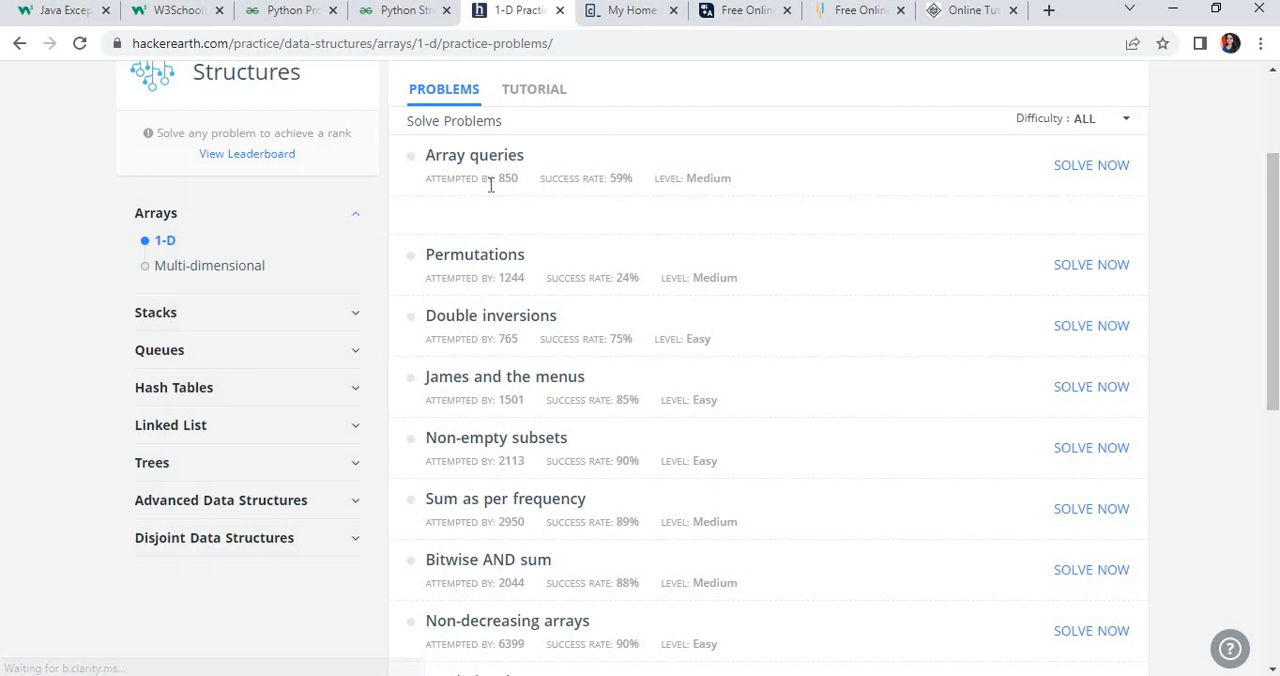 Java Excep
W3School
Python Pr
Python Str
1-D Practi
My Home
Free Onlin
Free Onlin
Online Tut
hackerearth.com/practice/data-structures/arrays/1-d/practice-problems/
Structures
Solve any problem to achieve a rank
View Leaderboard
Arrays
1-D
Multi-dimensional
Stacks
Queues
Hash Tables
Linked List
Trees
Advanced Data Structures
Disjoint Data Structures
PROBLEMS TUTORIAL
Solve Problems Difficulty : ALL
Array queries SOLVE NOW
ATTEMPTED BY: 850 SUCCESS RATE: 59% LEVEL: Medium
Permutations SOLVE NOW
ATTEMPTED BY: 1244 SUCCESS RATE: 24% LEVEL: Medium
Double inversions SOLVE NOW
ATTEMPTED BY: 765 SUCCESS RATE: 75% LEVEL: Easy
James and the menus SOLVE NOW
ATTEMPTED BY: 1501 SUCCESS RATE: 85% LEVEL: Easy
Non-empty subsets SOLVE NOW
ATTEMPTED BY: 2113 SUCCESS RATE: 90% LEVEL: Easy
Sum as per frequency SOLVE NOW
ATTEMPTED BY: 2950 SUCCESS RATE: 89% LEVEL: Medium
Bitwise AND sum SOLVE NOW
ATTEMPTED BY: 2044 SUCCESS RATE: 88% LEVEL: Medium
Non-decreasing arrays SOLVE NOW
ATTEMPTED BY: 6399 SUCCESS RATE: 90% LEVEL: Easy
Waiting for b.clarity.ms...